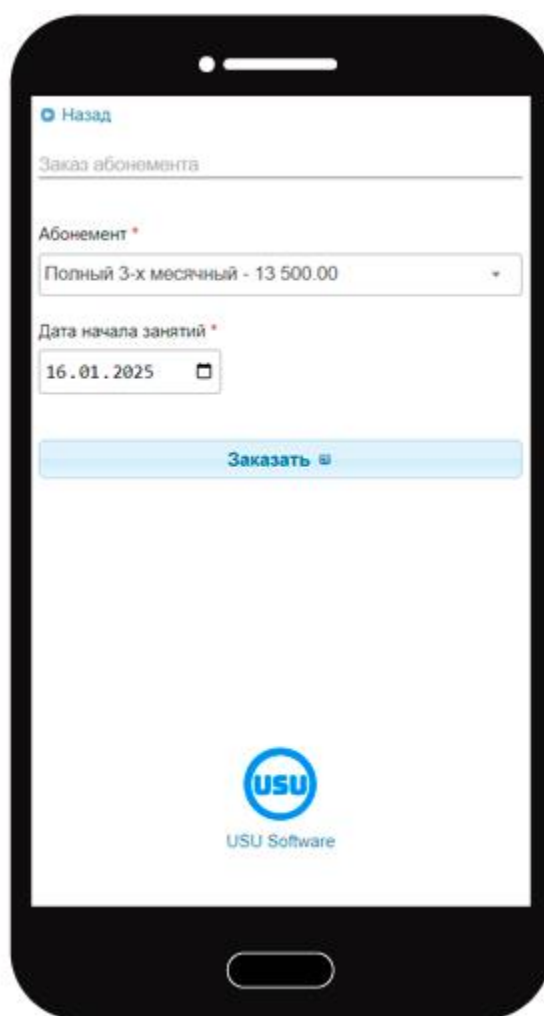 Назад
Заказ абонемента
Абонемент *
Полный 3-х месячный - 13 500.00
Дата начала занятий *
16.01.2025
Заказать
USU
USU Software